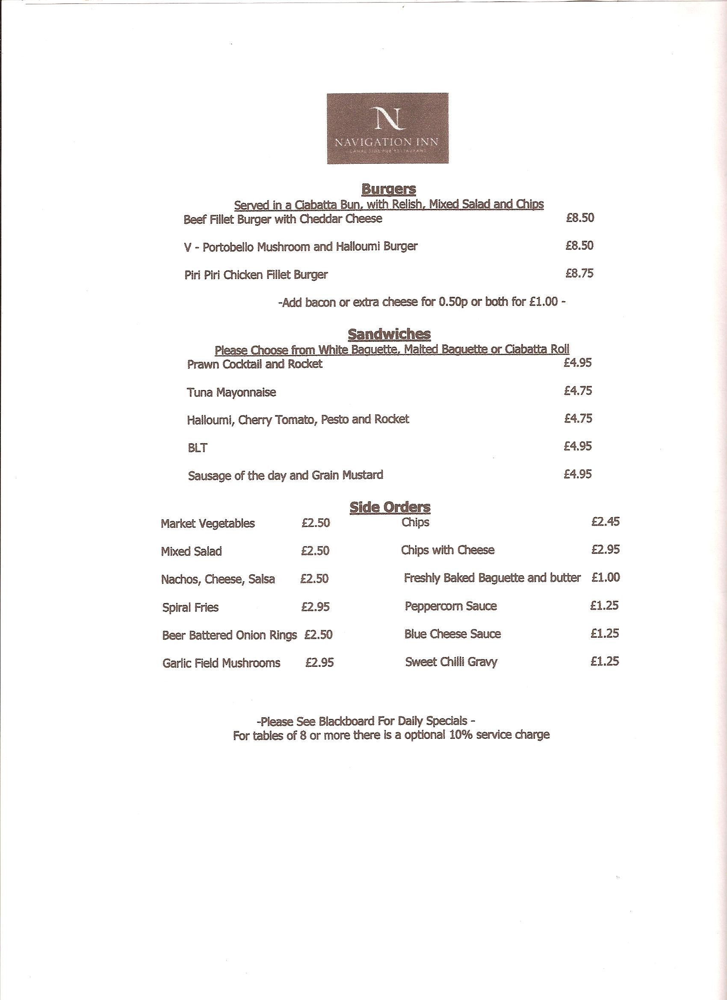 N
NAVIGATION INN
CANAL SIDE PUB RESTAURANT
Burgers
Served in a Ciabatta Bun, with Relish, Mixed Salad and Chips
Beef Fillet Burger with Cheddar Cheese £8.50
V - Portobello Mushroom and Halloumi Burger £8.50
Piri Piri Chicken Fillet Burger £8.75
-Add bacon or extra cheese for 0.50p or both for £1.00 -
Sandwiches
Please Choose from White Baguette, Malted Baguette or Ciabatta Roll
Prawn Cocktail and Rocket £4.95
Tuna Mayonnaise £4.75
Halloumi, Cherry Tomato, Pesto and Rocket £4.75
BLT £4.95
Sausage of the day and Grain Mustard £4.95
Side Orders
Market Vegetables £2.50 Chips £2.45
Mixed Salad £2.50 Chips with Cheese £2.95
Nachos, Cheese, Salsa £2.50 Freshly Baked Baguette and butter £1.00
Spiral Fries £2.95 Peppercorn Sauce £1.25
Beer Battered Onion Rings £2.50 Blue Cheese Sauce £1.25
Garlic Field Mushrooms £2.95 Sweet Chilli Gravy £1.25
-Please See Blackboard For Daily Specials -
For tables of 8 or more there is a optional 10% service charge